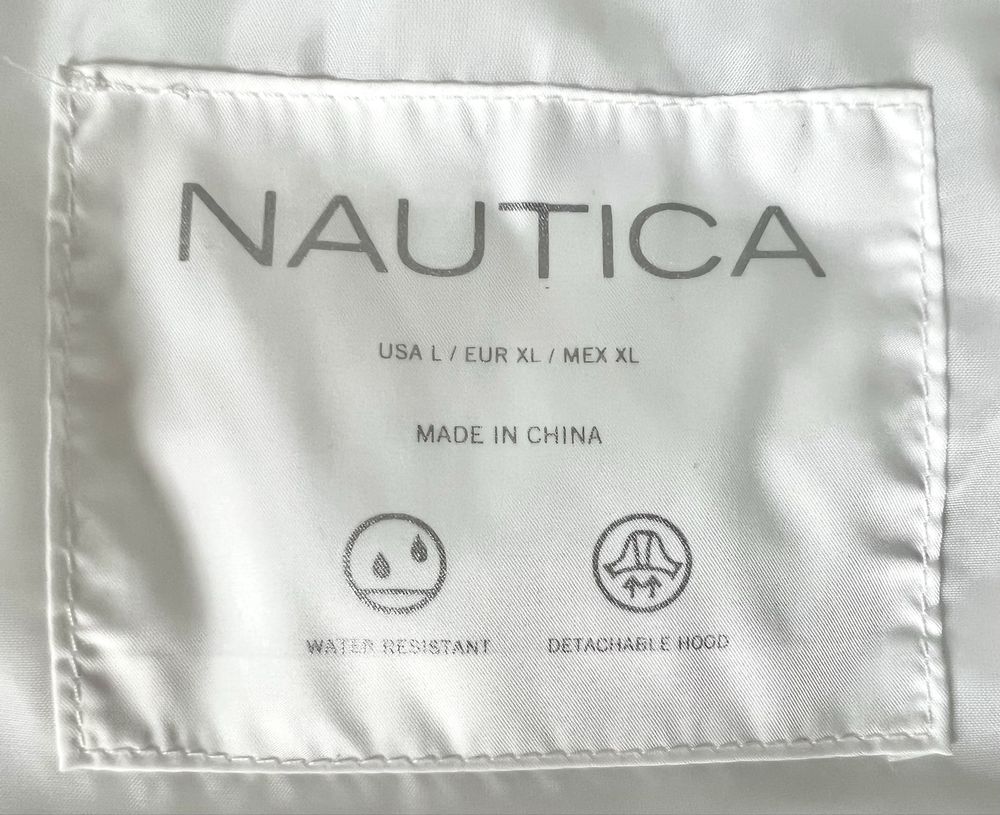 NAUTICA
USA L / EUR XL / MEX XL
MADE IN CHINA
WATER RESISTANT
DETACHABLE HOOD